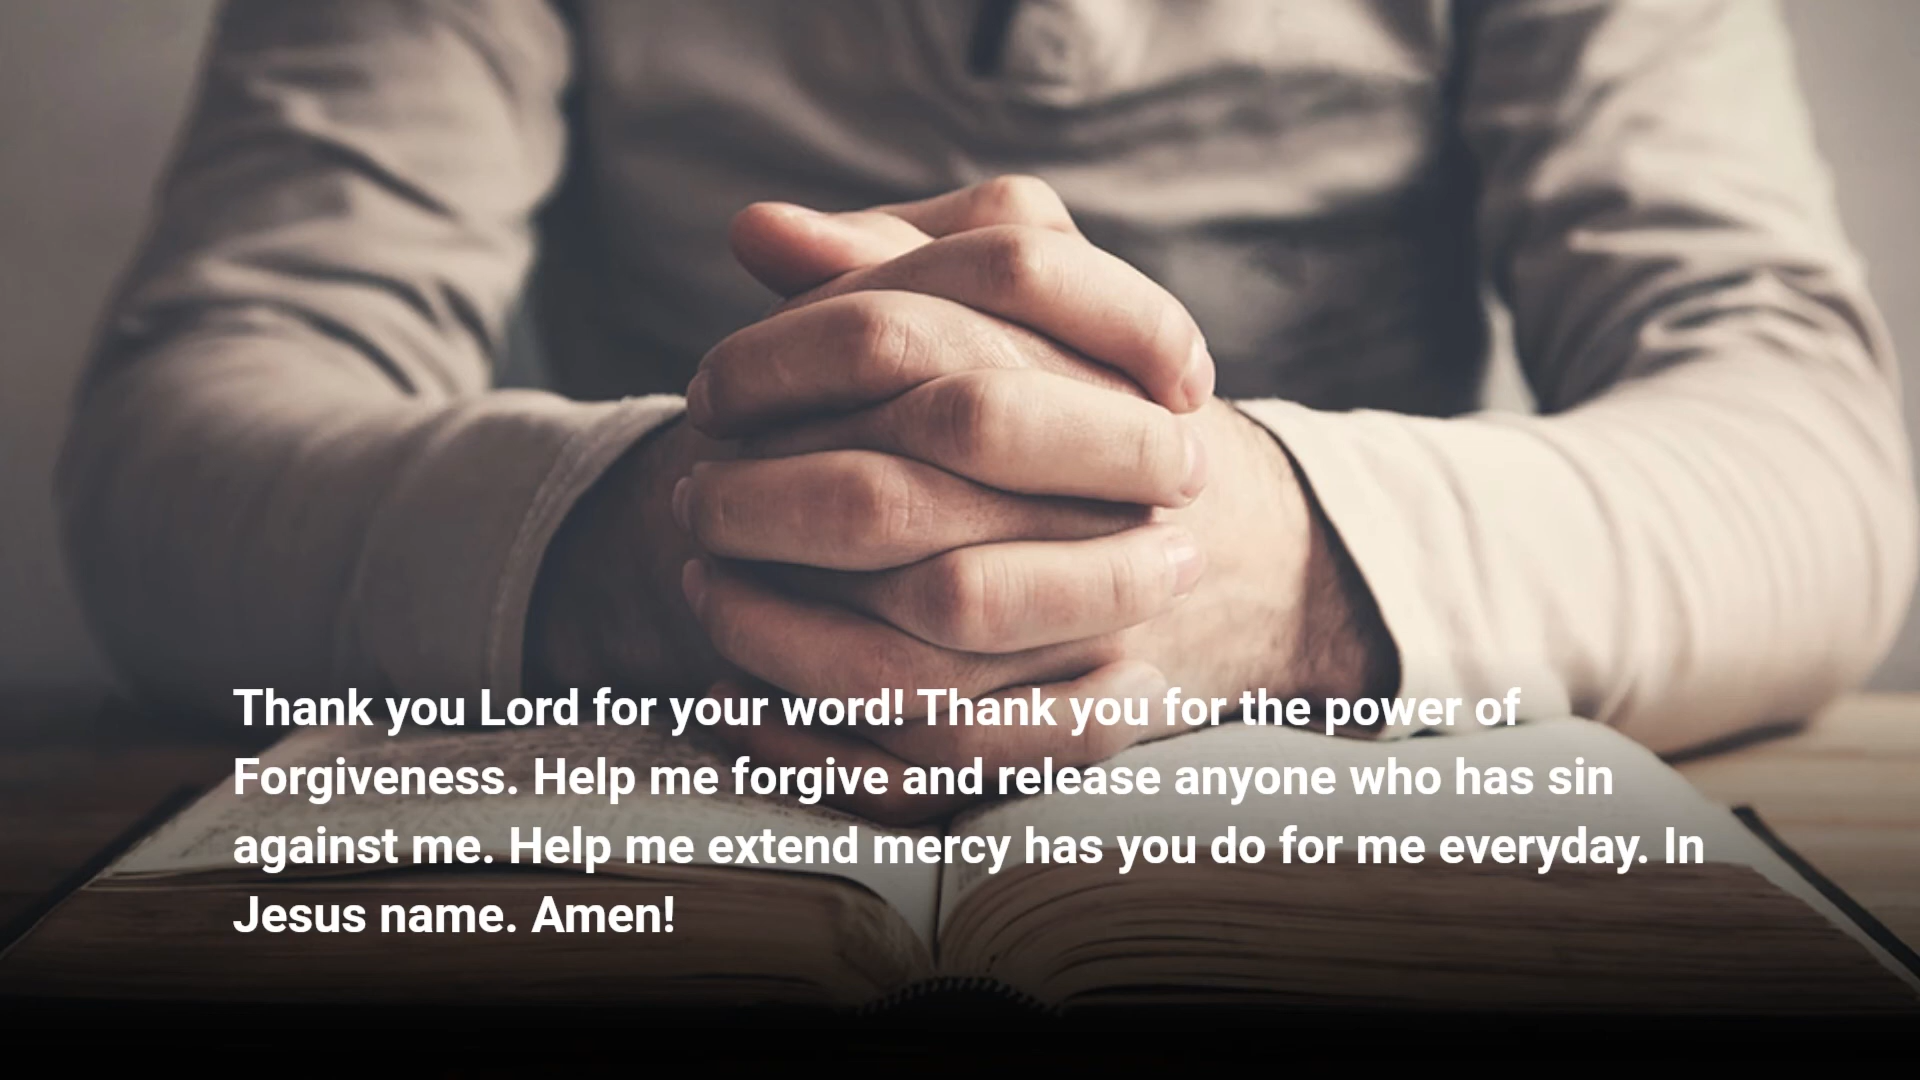 Thank you Lord for your word! Thank you for the power of
Forgiveness. Help me forgive and release anyone who has sin
against me. Help me extend mercy has you do for me everyday. In
Jesus name. Amen!